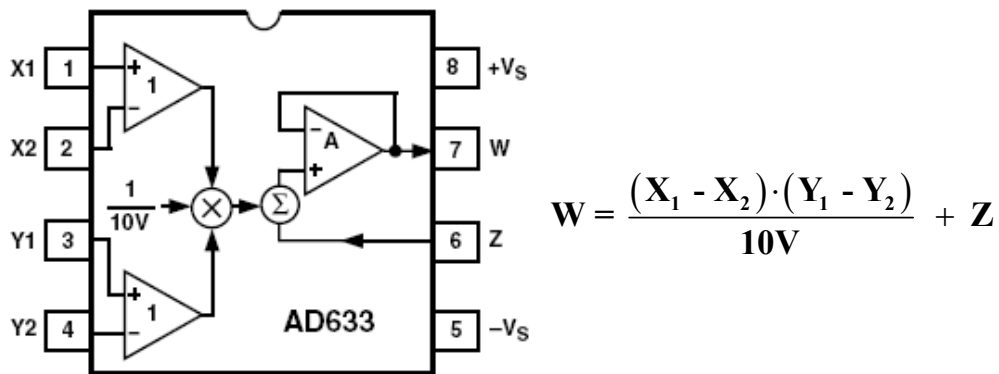 X1 1 + 1 8 +VS
X2 2 − − A + 7 W
1
10V × Σ
Y1 3 6 Z
Y2 4 + 1 − AD633 5 −VS
W = (X1 - X2)·(Y1 - Y2)
10V + Z